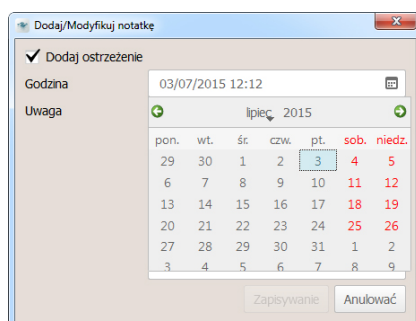 Dodaj/Modyfikuj notatkę
Dodaj ostrzeżenie
Godzina 03/07/2015 12:12
Uwaga lipiec 2015
pon. wt. śr. czw. pt. sob. niedz.
29 30 1 2 3 4 5
6 7 8 9 10 11 12
13 14 15 16 17 18 19
20 21 22 23 24 25 26
27 28 29 30 31 1 2
3 4 5 6 7 8 9
Zapisywanie Anulować